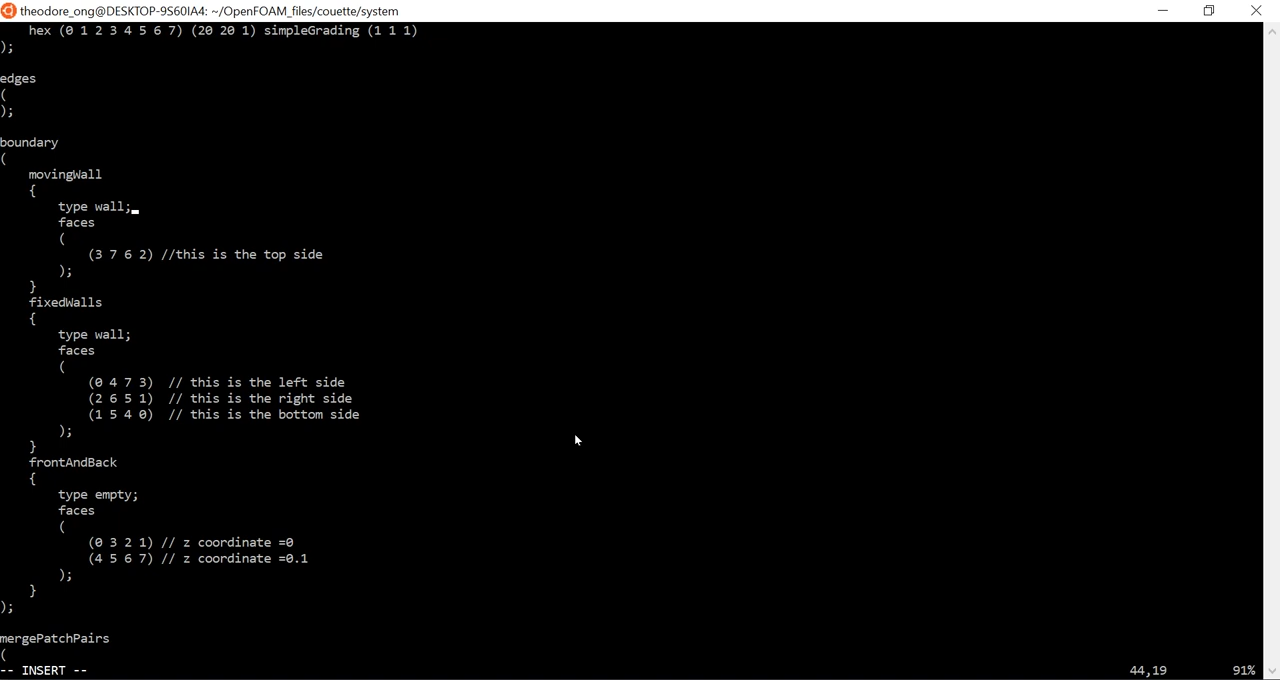 theodore_ong@DESKTOP-9S60IA4: ~/OpenFOAM_files/couette/system
    hex (0 1 2 3 4 5 6 7) (20 20 1) simpleGrading (1 1 1)
);
edges
(
);
boundary
(
    movingWall
    {
        type wall;
        faces
        (
            (3 7 6 2) //this is the top side
        );
    }
    fixedWalls
    {
        type wall;
        faces
        (
            (0 4 7 3)  // this is the left side
            (2 6 5 1)  // this is the right side
            (1 5 4 0)  // this is the bottom side
        );
    }
    frontAndBack
    {
        type empty;
        faces
        (
            (0 3 2 1) // z coordinate =0
            (4 5 6 7) // z coordinate =0.1
        );
    }
);
mergePatchPairs
(
-- INSERT -- 44,19 91%